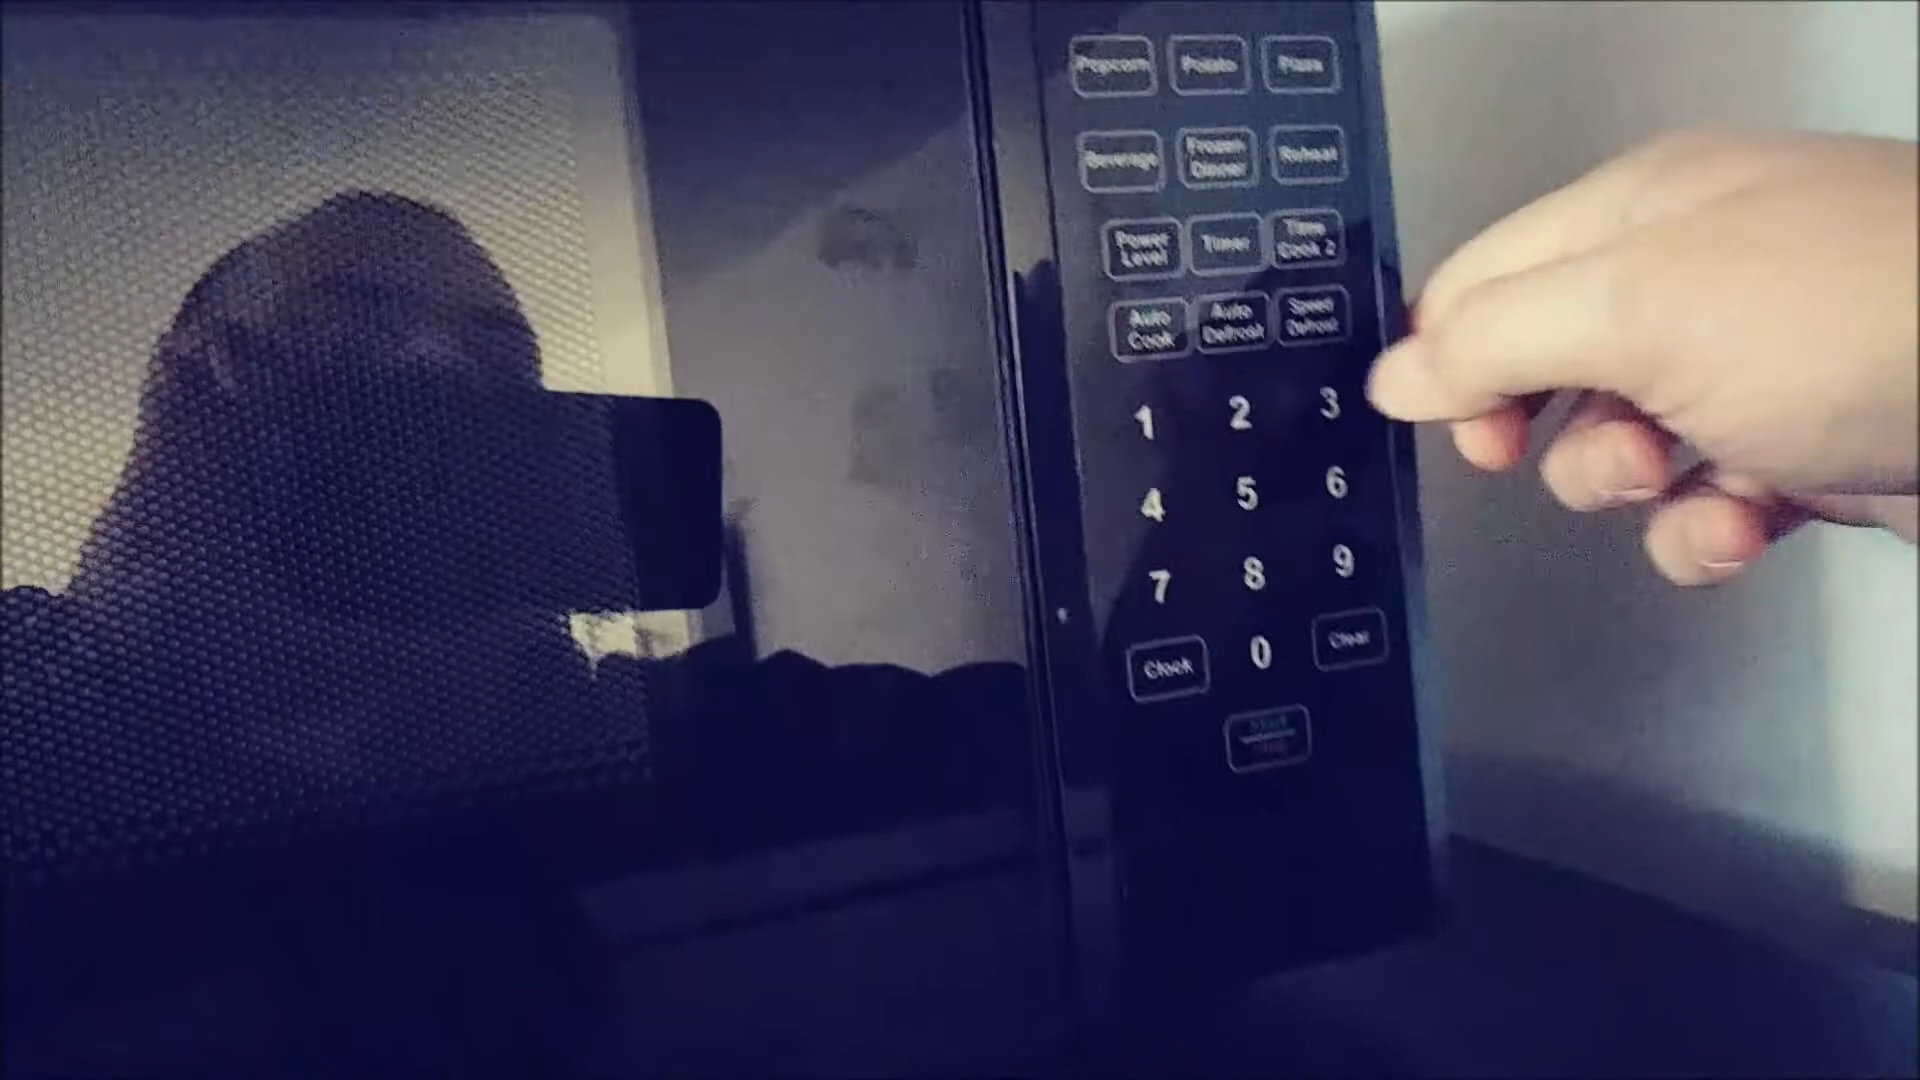 Popcorn Potato Pizza
Beverage Frozen Dinner Reheat
Power Level Timer Time Cook 2
Auto Cook Auto Defrost Speed Defrost
1 2 3
4 5 6
7 8 9
Clock 0 Clear